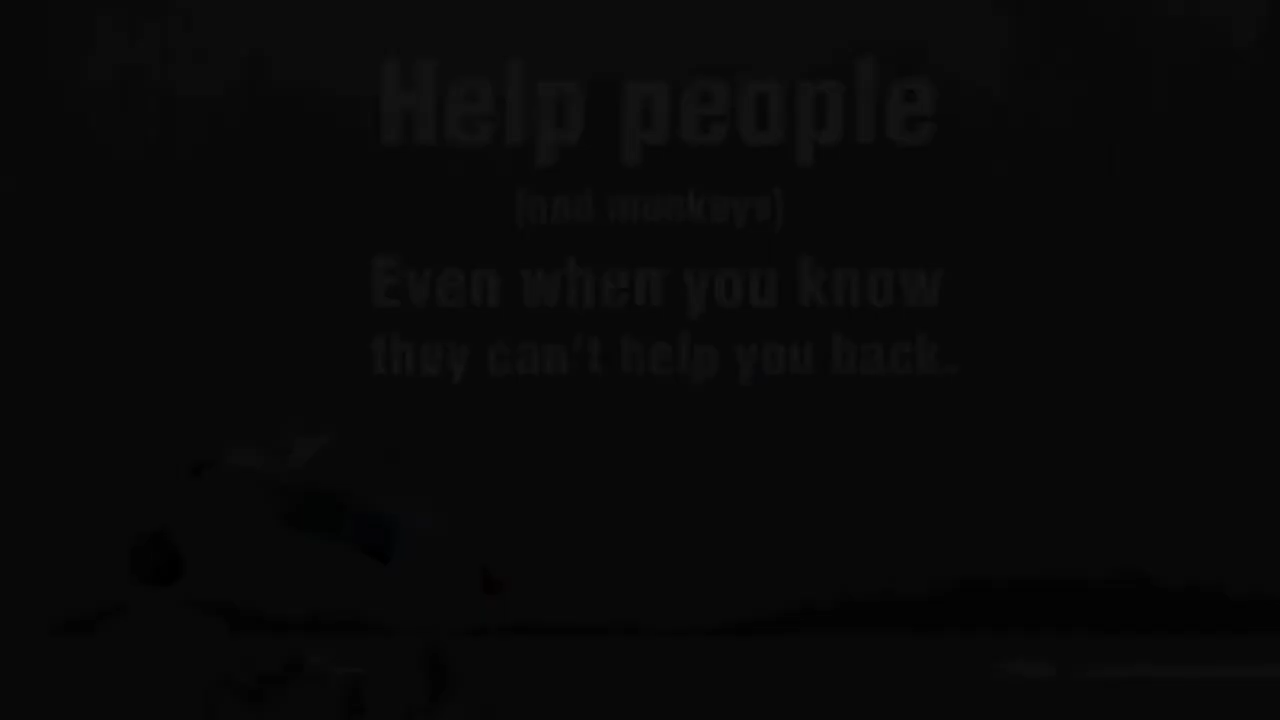 Help people
(and monkeys)
Even when you know
they can't help you back.